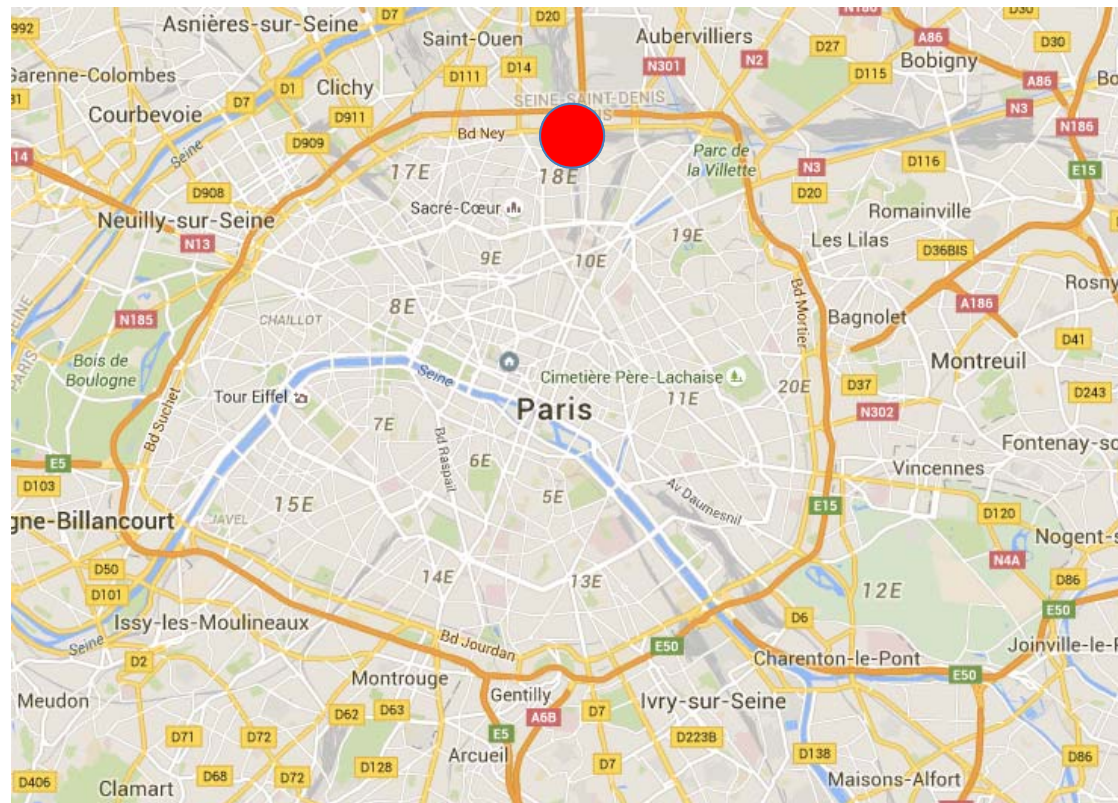 992
Asnières-sur-Seine
D7
D20
N186
D30
Saint-Ouen
Aubervilliers
A86
D27
D30
N301
N2
Bobigny
Garenne-Colombes
D111
D14
D115
A86
D1
Clichy
D7
SEINE-SAINT-DENIS
N3
Courbevoie
D911
Bd Ney
N186
D909
Seine
14
Parc de
la Villette
N3
D116
E15
17E
18E
D908
D20
Sacré-Cœur
Romainville
Neuilly-sur-Seine
19E
Les Lilas
N13
9E
10E
D36BIS
Rosny
Bd Mortier
8E
A186
N185
CHAILLOT
Bagnolet
SEINE
PARIS
D41
Bois de
Boulogne
Seine
Cimetière Père-Lachaise
Montreuil
Tour Eiffel
20E
D37
D243
11E
Paris
N302
Bd Suchet
7E
Bd Raspail
Fontenay-so
E5
6E
Vincennes
D103
Av Daumesnil
15E
5E
E15
D120
gne-Billancourt
JAVEL
Nogent-s
N4A
D50
14E
13E
12E
D86
D101
E50
Issy-les-Moulineaux
D6
Seine
Bd Jourdan
E50
Joinville-le-P
D2
Charenton-le-Pont
E50
Montrouge
Meudon
Gentilly
Ivry-sur-Seine
D62
D63
A6B
D7
D71
D72
E5
D223B
D138
D86
Arcueil
D406
D68
D72
D128
D7
Clamart
Maisons-Alfort